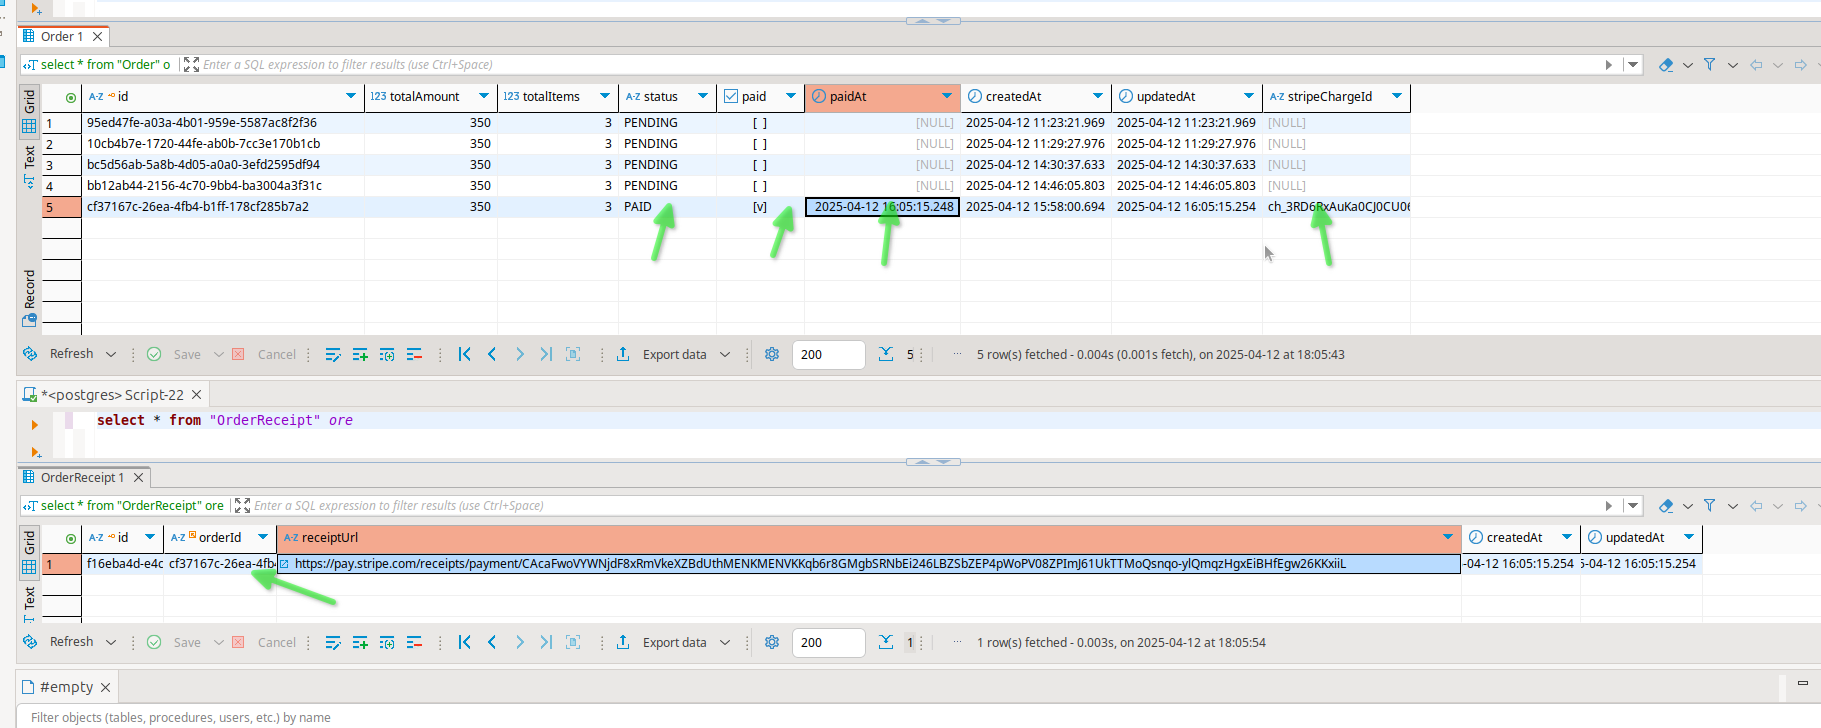 Order 1
select * from "Order" o Enter a SQL expression to filter results (use Ctrl+Space)
Grid
Text
Record
A-Z id 123 totalAmount 123 totalItems A-Z status paid paidAt createdAt updatedAt A-Z stripeChargeId
1 95ed47fe-a03a-4b01-959e-5587ac8f2f36 350 3 PENDING [ ] [NULL] 2025-04-12 11:23:21.969 2025-04-12 11:23:21.969 [NULL]
2 10cb4b7e-1720-44fe-ab0b-7cc3e170b1cb 350 3 PENDING [ ] [NULL] 2025-04-12 11:29:27.976 2025-04-12 11:29:27.976 [NULL]
3 bc5d56ab-5a8b-4d05-a0a0-3efd2595df94 350 3 PENDING [ ] [NULL] 2025-04-12 14:30:37.633 2025-04-12 14:30:37.633 [NULL]
4 bb12ab44-2156-4c70-9bb4-ba3004a3f31c 350 3 PENDING [ ] [NULL] 2025-04-12 14:46:05.803 2025-04-12 14:46:05.803 [NULL]
5 cf37167c-26ea-4fb4-b1ff-178cf285b7a2 350 3 PAID [v] 2025-04-12 16:05:15.248 2025-04-12 15:58:00.694 2025-04-12 16:05:15.254
Refresh Save Cancel Export data 200 5 5 row(s) fetched - 0.004s (0.001s fetch), on 2025-04-12 at 18:05:43
*<postgres> Script-22
select * from "OrderReceipt" ore
OrderReceipt 1
select * from "OrderReceipt" ore Enter a SQL expression to filter results (use Ctrl+Space)
Grid
Text
A-Z id A-Z orderId A-Z receiptUrl createdAt updatedAt
1 f16eba4d-e4c cf37167c-26ea-4fb4 https://pay.stripe.com/receipts/payment/CAcaFwoVYWNjdF8xRmVkeXZBdUthMENKMENVKKqb6r8GMgbSRNbEi246LBZSbZEP4pWoPV08ZPImJ61UkTTMoQsnqo-ylQmqzHgxEiBHfEgw26KKxiiL -04-12 16:05:15.254 5-04-12 16:05:15.254
Refresh Save Cancel Export data 200 1 1 row(s) fetched - 0.003s, on 2025-04-12 at 18:05:54
#empty
Filter objects (tables, procedures, users, etc.) by name